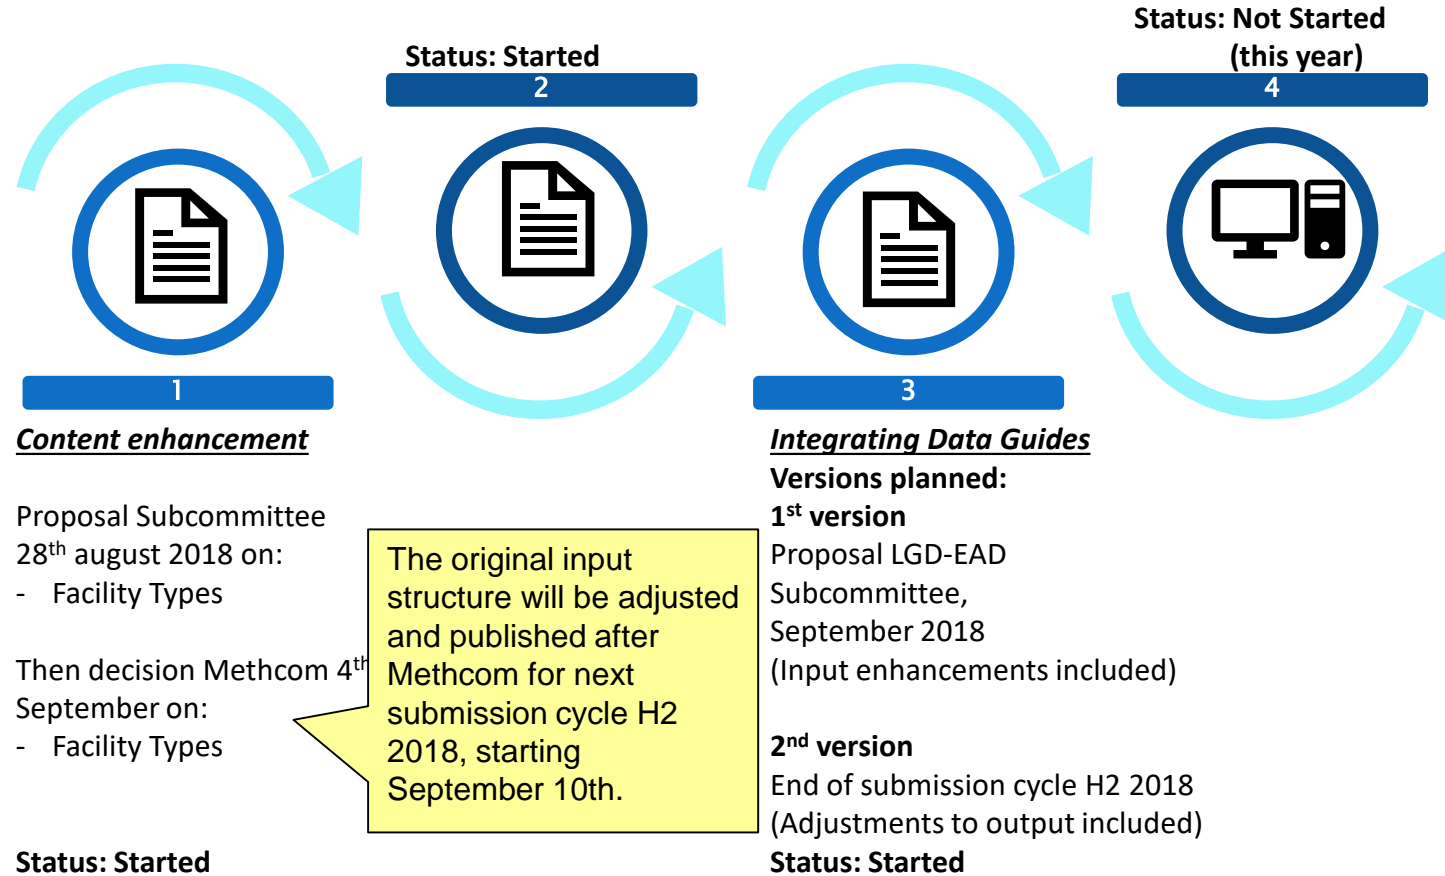 Status: Started
2
Status: Not Started
(this year)
4
1
Content enhancement
Proposal Subcommittee
28th august 2018 on:
- Facility Types
Then decision Methcom 4th
September on:
- Facility Types
Status: Started
The original input
structure will be adjusted
and published after
Methcom for next
submission cycle H2
2018, starting
September 10th.
3
Integrating Data Guides
Versions planned:
1st version
Proposal LGD-EAD
Subcommittee,
September 2018
(Input enhancements included)
2nd version
End of submission cycle H2 2018
(Adjustments to output included)
Status: Started